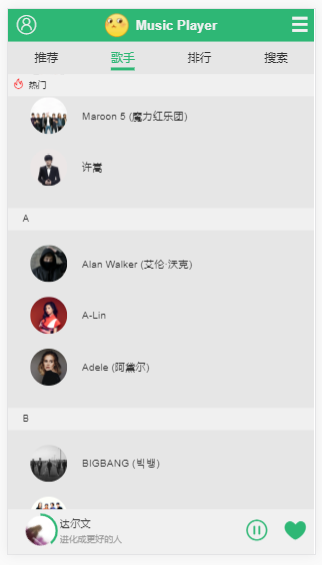 Music Player
推荐 歌手 排行 搜索
热门
Maroon 5 (魔力红乐团)
许嵩
A
Alan Walker (艾伦·沃克)
A-Lin
Adele (阿黛尔)
B
BIGBANG (빅뱅)
达尔文
进化成更好的人